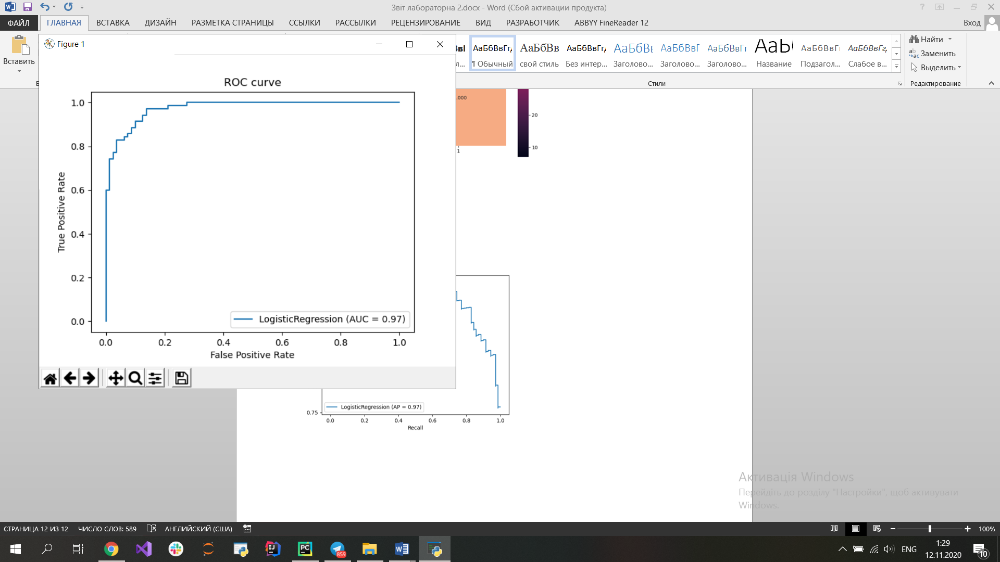 Звіт лабораторна 2.docx - Word (Сбой активации продукта)
ФАЙЛ ГЛАВНАЯ ВСТАВКА ДИЗАЙН РАЗМЕТКА СТРАНИЦЫ ССЫЛКИ РАССЫЛКИ РЕЦЕНЗИРОВАНИЕ ВИД РАЗРАБОТЧИК ABBYY FineReader 12 Вход
Вставить
АаБбВвГг, АаБбВв АаБбВвГг, АаБбВі АаБбВвГ АаБбВвГг АаБ( АаБбВвГг АаБбВвГг,
¶ Обычный свой стиль Без интер... Заголово... Заголово... Заголово... Название Подзагол... Слабое в...
Стили
Найти
Заменить
Выделить
Редактирование
Figure 1
ROC curve
1.0
0.8
0.6
0.4
0.2
0.0
True Positive Rate
LogisticRegression (AUC = 0.97)
0.0 0.2 0.4 0.6 0.8 1.0
False Positive Rate
.000
20
10
1
LogisticRegression (AP = 0.97)
0.75
0.0 0.2 0.4 0.6 0.8 1.0
Recall
Активація Windows
Перейдіть до розділу "Настройки", щоб активувати
Windows.
СТРАНИЦА 12 ИЗ 12 ЧИСЛО СЛОВ: 589 АНГЛИЙСКИЙ (США) 100%
859
ENG
1:29
12.11.2020
10